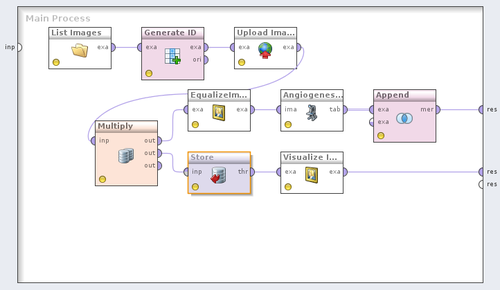 Main Process
List Images
Generate ID
Upload Ima...
inp
exa
exa
exa
exa
exa
ori
EqualizeIm...
Angiogenes...
Append
exa
exa
ima
tab
exa
mer
res
exa
Multiply
inp
out
out
out
Store
Visualize I...
inp
thr
exa
exa
res
res